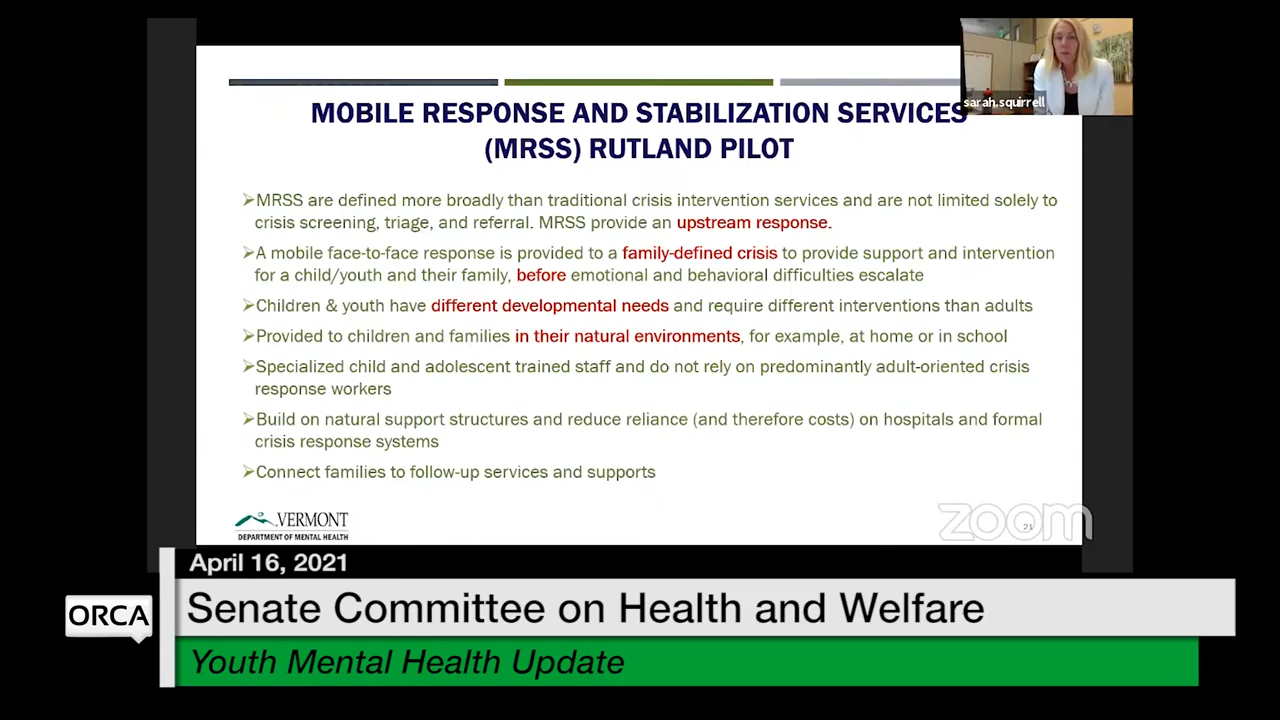 sarah.squirrell
MOBILE RESPONSE AND STABILIZATION SERVICES
(MRSS) RUTLAND PILOT
➢MRSS are defined more broadly than traditional crisis intervention services and are not limited solely to
crisis screening, triage, and referral. MRSS provide an upstream response.
➢A mobile face-to-face response is provided to a family-defined crisis to provide support and intervention
for a child/youth and their family, before emotional and behavioral difficulties escalate
➢Children & youth have different developmental needs and require different interventions than adults
➢Provided to children and families in their natural environments, for example, at home or in school
➢Specialized child and adolescent trained staff and do not rely on predominantly adult-oriented crisis
response workers
➢Build on natural support structures and reduce reliance (and therefore costs) on hospitals and formal
crisis response systems
➢Connect families to follow-up services and supports
VERMONT
DEPARTMENT OF MENTAL HEALTH
zoom
21
April 16, 2021
ORCA
Senate Committee on Health and Welfare
Youth Mental Health Update